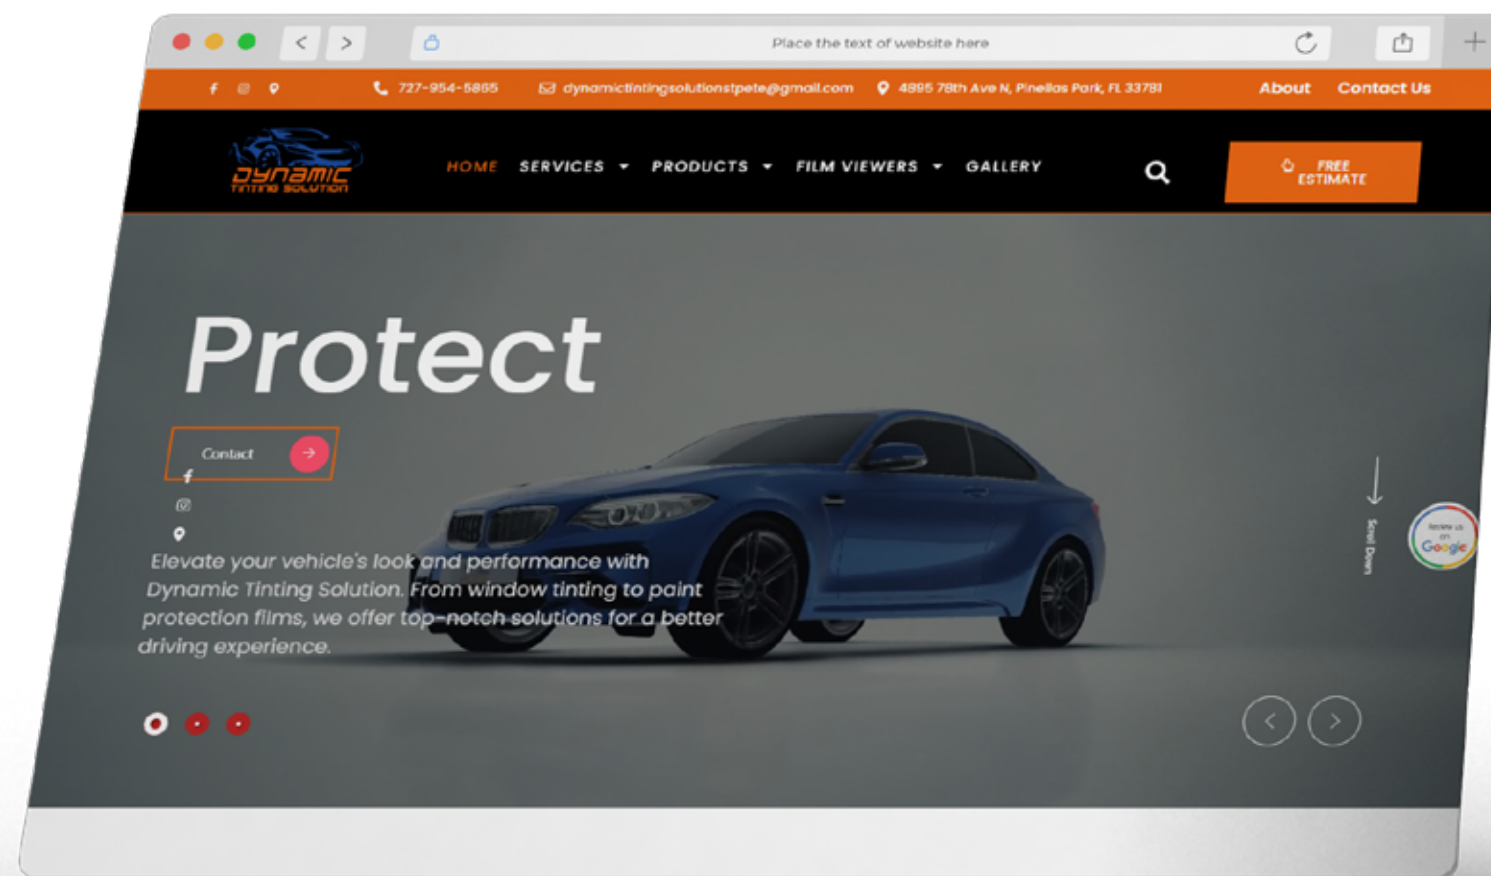 Place the text of website here
727-954-5865 dynamictintingsolutionstpete@gmail.com 4895 78th Ave N, Pinellas Park, FL 33781 About Contact Us
DYNAMIC
TINTING SOLUTION
HOME SERVICES PRODUCTS FILM VIEWERS GALLERY
FREE
ESTIMATE
Protect
Contact
Scroll Down
Review us
on
Google
Elevate your vehicle's look and performance with
Dynamic Tinting Solution. From window tinting to paint
protection films, we offer top-notch solutions for a better
driving experience.